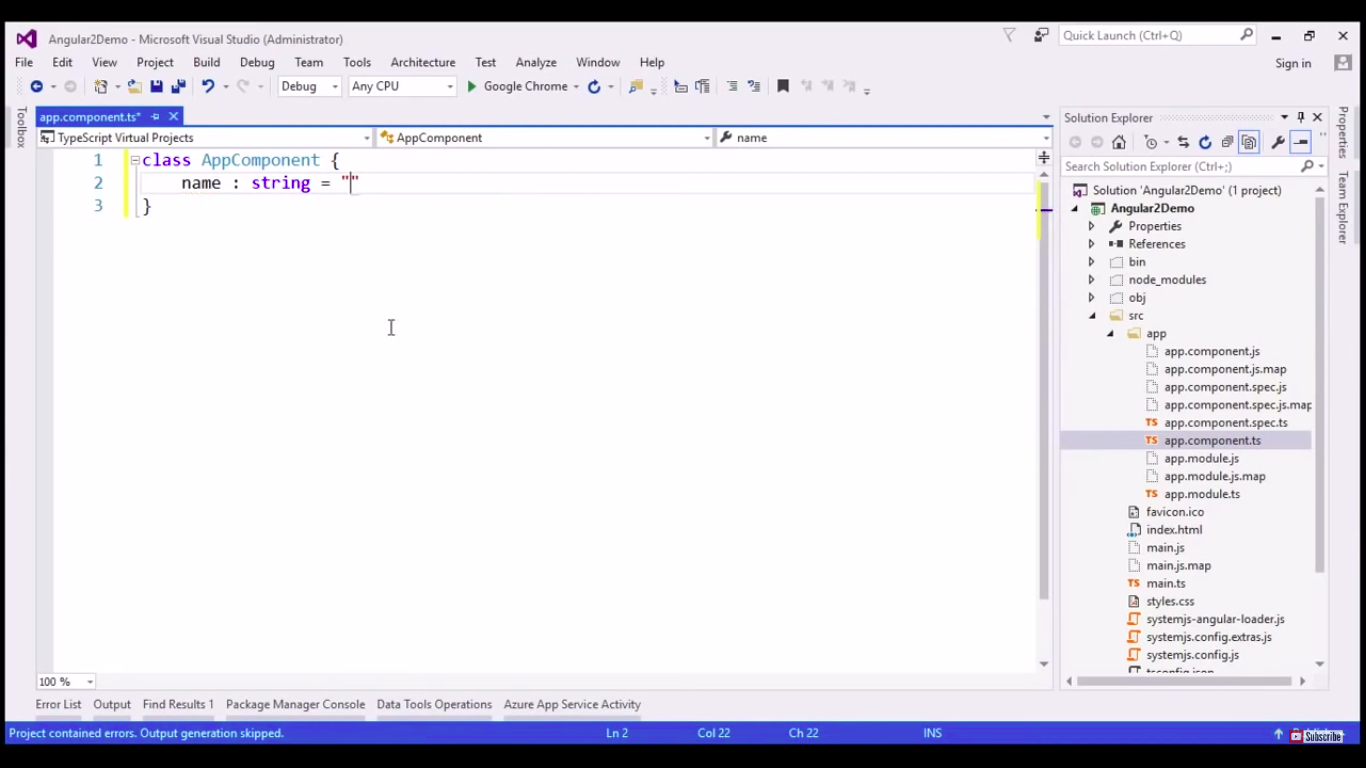 Angular2Demo - Microsoft Visual Studio (Administrator)
Quick Launch (Ctrl+Q)
File Edit View Project Build Debug Team Tools Architecture Test Analyze Window Help
Sign in
Debug Any CPU Google Chrome
Toolbox
app.component.ts*
TypeScript Virtual Projects AppComponent name
1 class AppComponent {
2 name : string = ""
3 }
100 %
Solution Explorer
Search Solution Explorer (Ctrl+;)
Solution 'Angular2Demo' (1 project)
Angular2Demo
Properties
References
bin
node_modules
obj
src
app
app.component.js
app.component.js.map
app.component.spec.js
app.component.spec.js.map
app.component.spec.ts
app.component.ts
app.module.js
app.module.js.map
app.module.ts
favicon.ico
index.html
main.js
main.js.map
main.ts
styles.css
systemjs-angular-loader.js
systemjs.config.extras.js
systemjs.config.js
tsconfig.json
Properties
Team Explorer
Error List Output Find Results 1 Package Manager Console Data Tools Operations Azure App Service Activity
Project contained errors. Output generation skipped. Ln 2 Col 22 Ch 22 INS
Subscribe